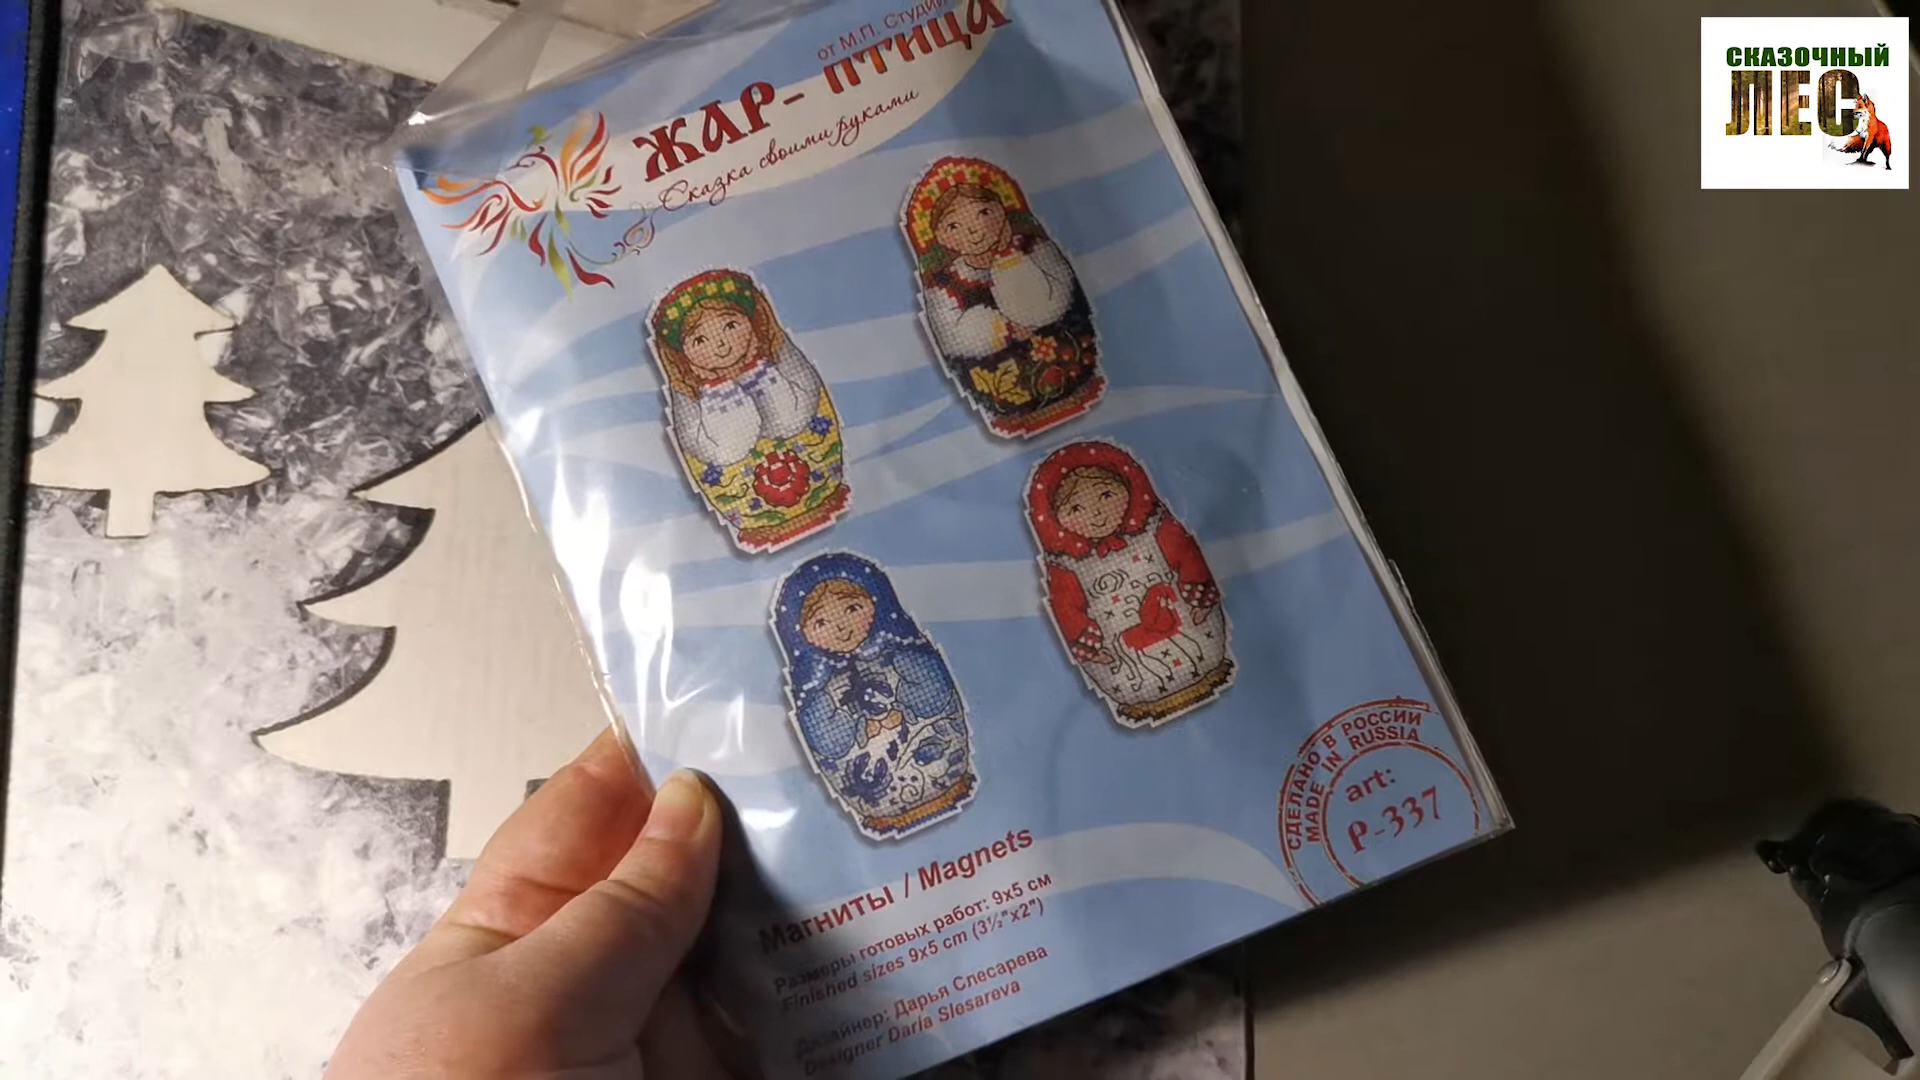 от М.П. Студии
ЖАР-ПТИЦА
Сказка своими руками
Магниты / Magnets
Размеры готовых работ: 9х5 см
Finished sizes 9x5 cm (3½"x2")
Дизайнер: Дарья Слесарева
Designer Daria Slesareva
СДЕЛАНО В РОССИИ
MADE IN RUSSIA
art:
Р-337
СКАЗОЧНЫЙ
ЛЕС